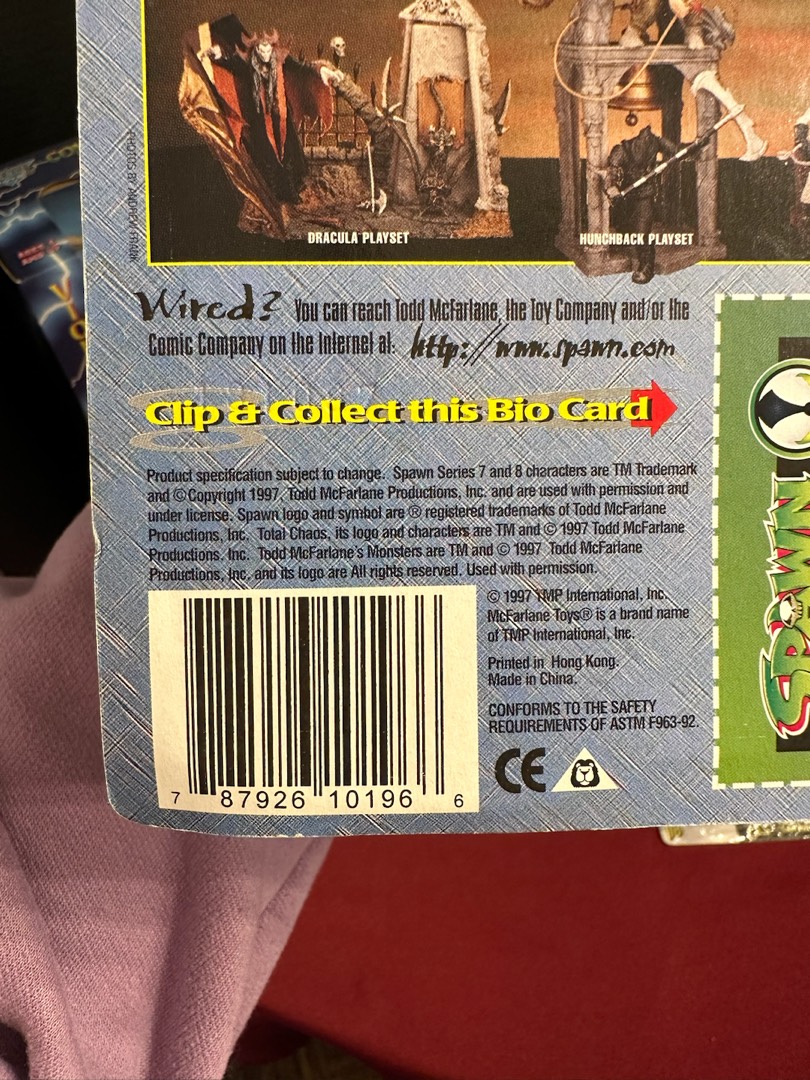 DRACULA PLAYSET
HUNCHBACK PLAYSET
PHOTOS BY ANDREW FRANK
Wired? You can reach Todd McFarlane, the Toy Company and/or the
Comic Company on the Internet at: http://www.spawn.com
Clip & Collect this Bio Card
Product specification subject to change. Spawn Series 7 and 8 characters are TM Trademark
and © Copyright 1997, Todd McFarlane Productions, Inc. and are used with permission and
under license. Spawn logo and symbol are ® registered trademarks of Todd McFarlane
Productions, Inc. Total Chaos, its logo and characters are TM and © 1997 Todd McFarlane
Productions, Inc. Todd McFarlane's Monsters are TM and © 1997 Todd McFarlane
Productions, Inc. and its logo are All rights reserved. Used with permission.
© 1997 TMP International, Inc.
McFarlane Toys® is a brand name
of TMP International, Inc.
Printed in Hong Kong.
Made in China.
CONFORMS TO THE SAFETY
REQUIREMENTS OF ASTM F963-92.
CE
7 87926 10196 6
SPAWN